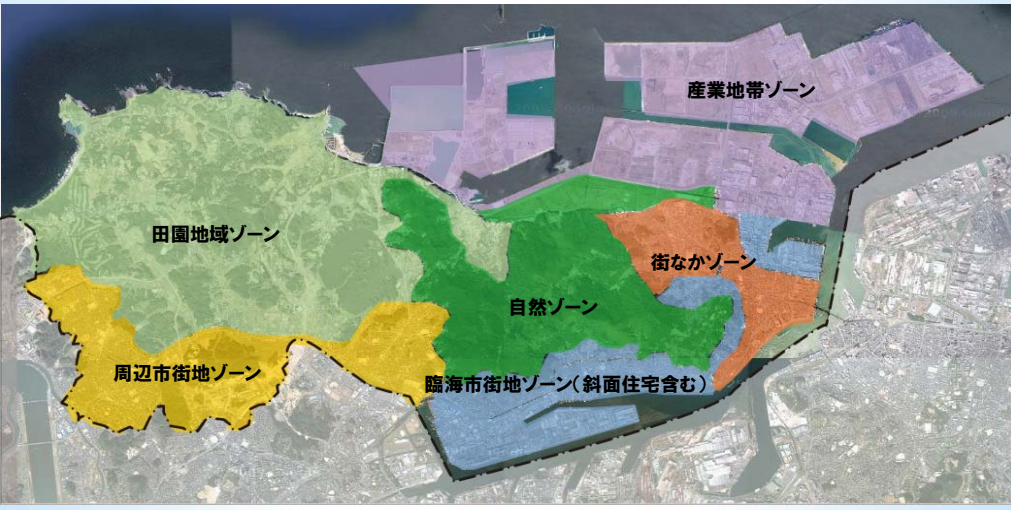 産業地帯ゾーン
田園地域ゾーン
街なかゾーン
自然ゾーン
周辺市街地ゾーン
臨海市街地ゾーン(斜面住宅含む)